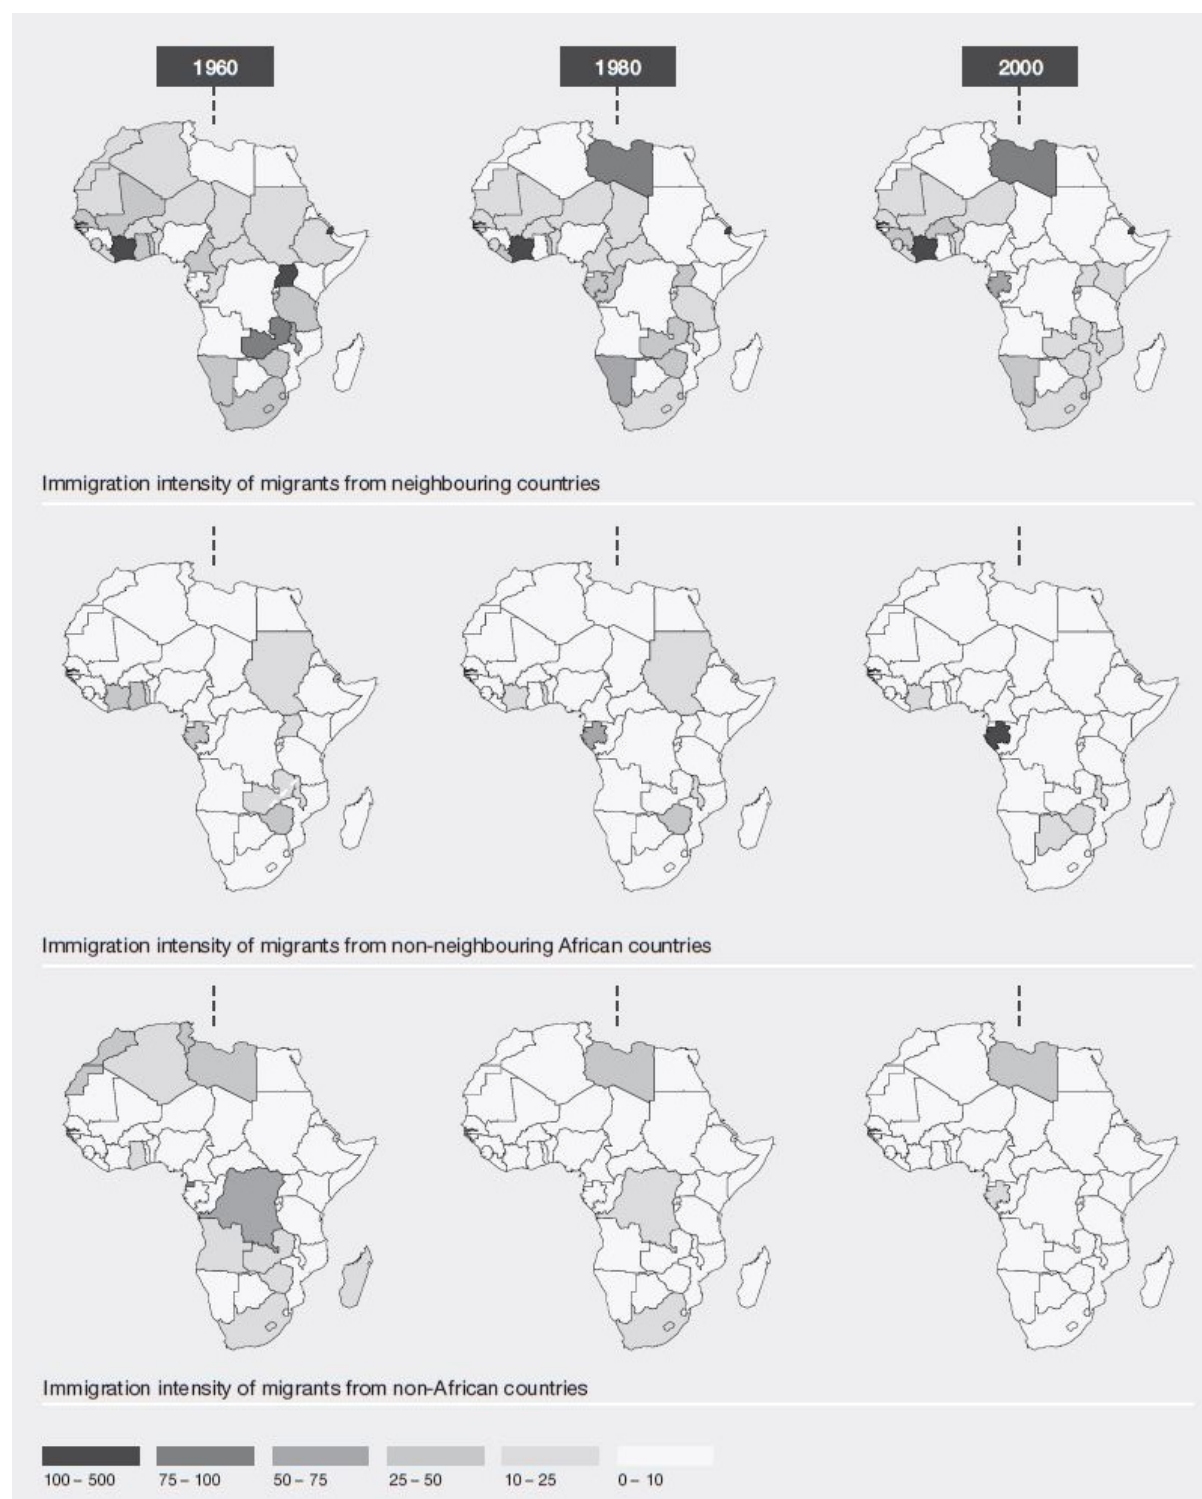 1960
1980
2000
Immigration intensity of migrants from neighbouring countries
Immigration intensity of migrants from non-neighbouring African countries
Immigration intensity of migrants from non-African countries
100 – 500
75 – 100
50 – 75
25 – 50
10 – 25
0 – 10